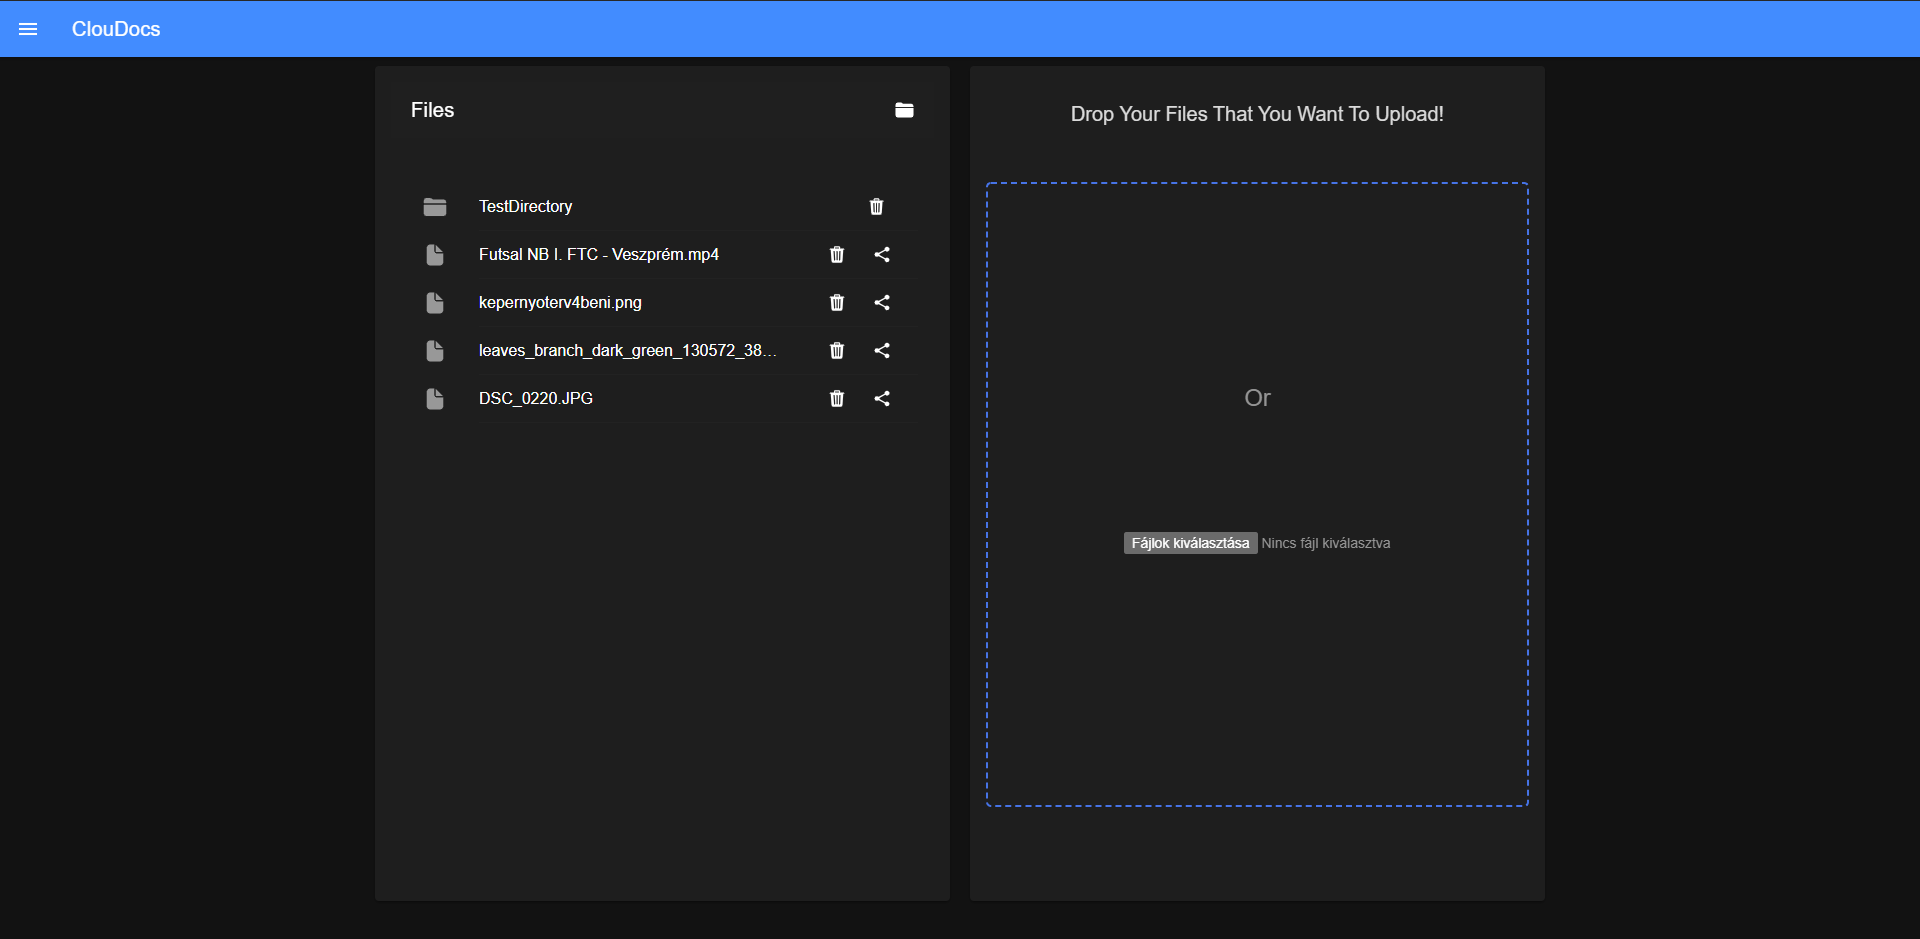 ClouDocs
Files
TestDirectory
Futsal NB I. FTC - Veszprém.mp4
kepernyoterv4beni.png
leaves_branch_dark_green_130572_38...
DSC_0220.JPG
Drop Your Files That You Want To Upload!
Or
Fájlok kiválasztása Nincs fájl kiválasztva